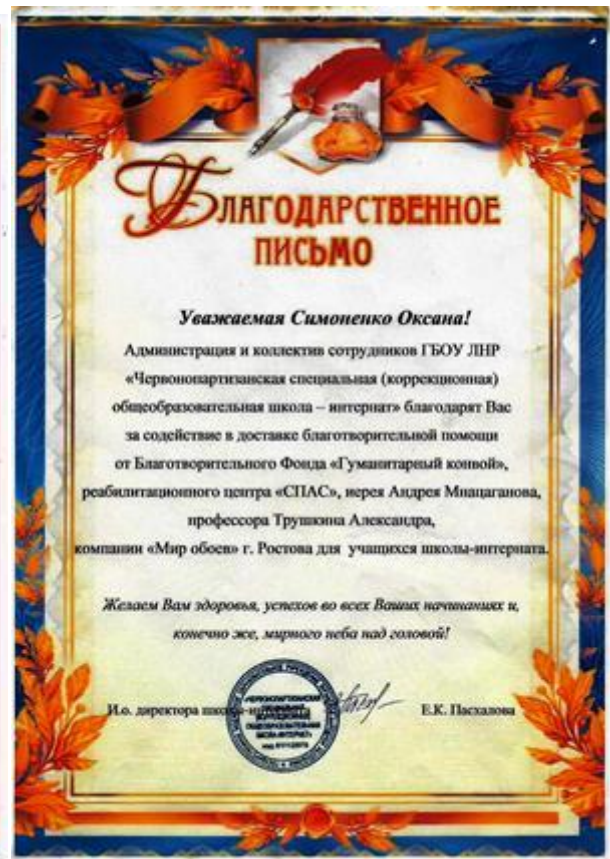 БЛАГОДАРСТВЕННОЕ
ПИСЬМО
Уважаемая Симоненко Оксана!
Администрация и коллектив сотрудников ГБОУ ЛНР
«Червонопартизанская специальная (коррекционная)
общеобразовательная школа – интернат» благодарят Вас
за содействие в доставке благотворительной помощи
от Благотворительного Фонда «Гуманитарный конвой»,
реабилитационного центра «СПАС», иерея Андрея Мнацаганова,
профессора Трушкина Александра,
компании «Мир обоев» г. Ростова для учащихся школы-интерната.
Желаем Вам здоровья, успехов во всех Ваших начинаниях и,
конечно же, мирного неба над головой!
И.о. директора школы-интерната Е.К. Пасхалова